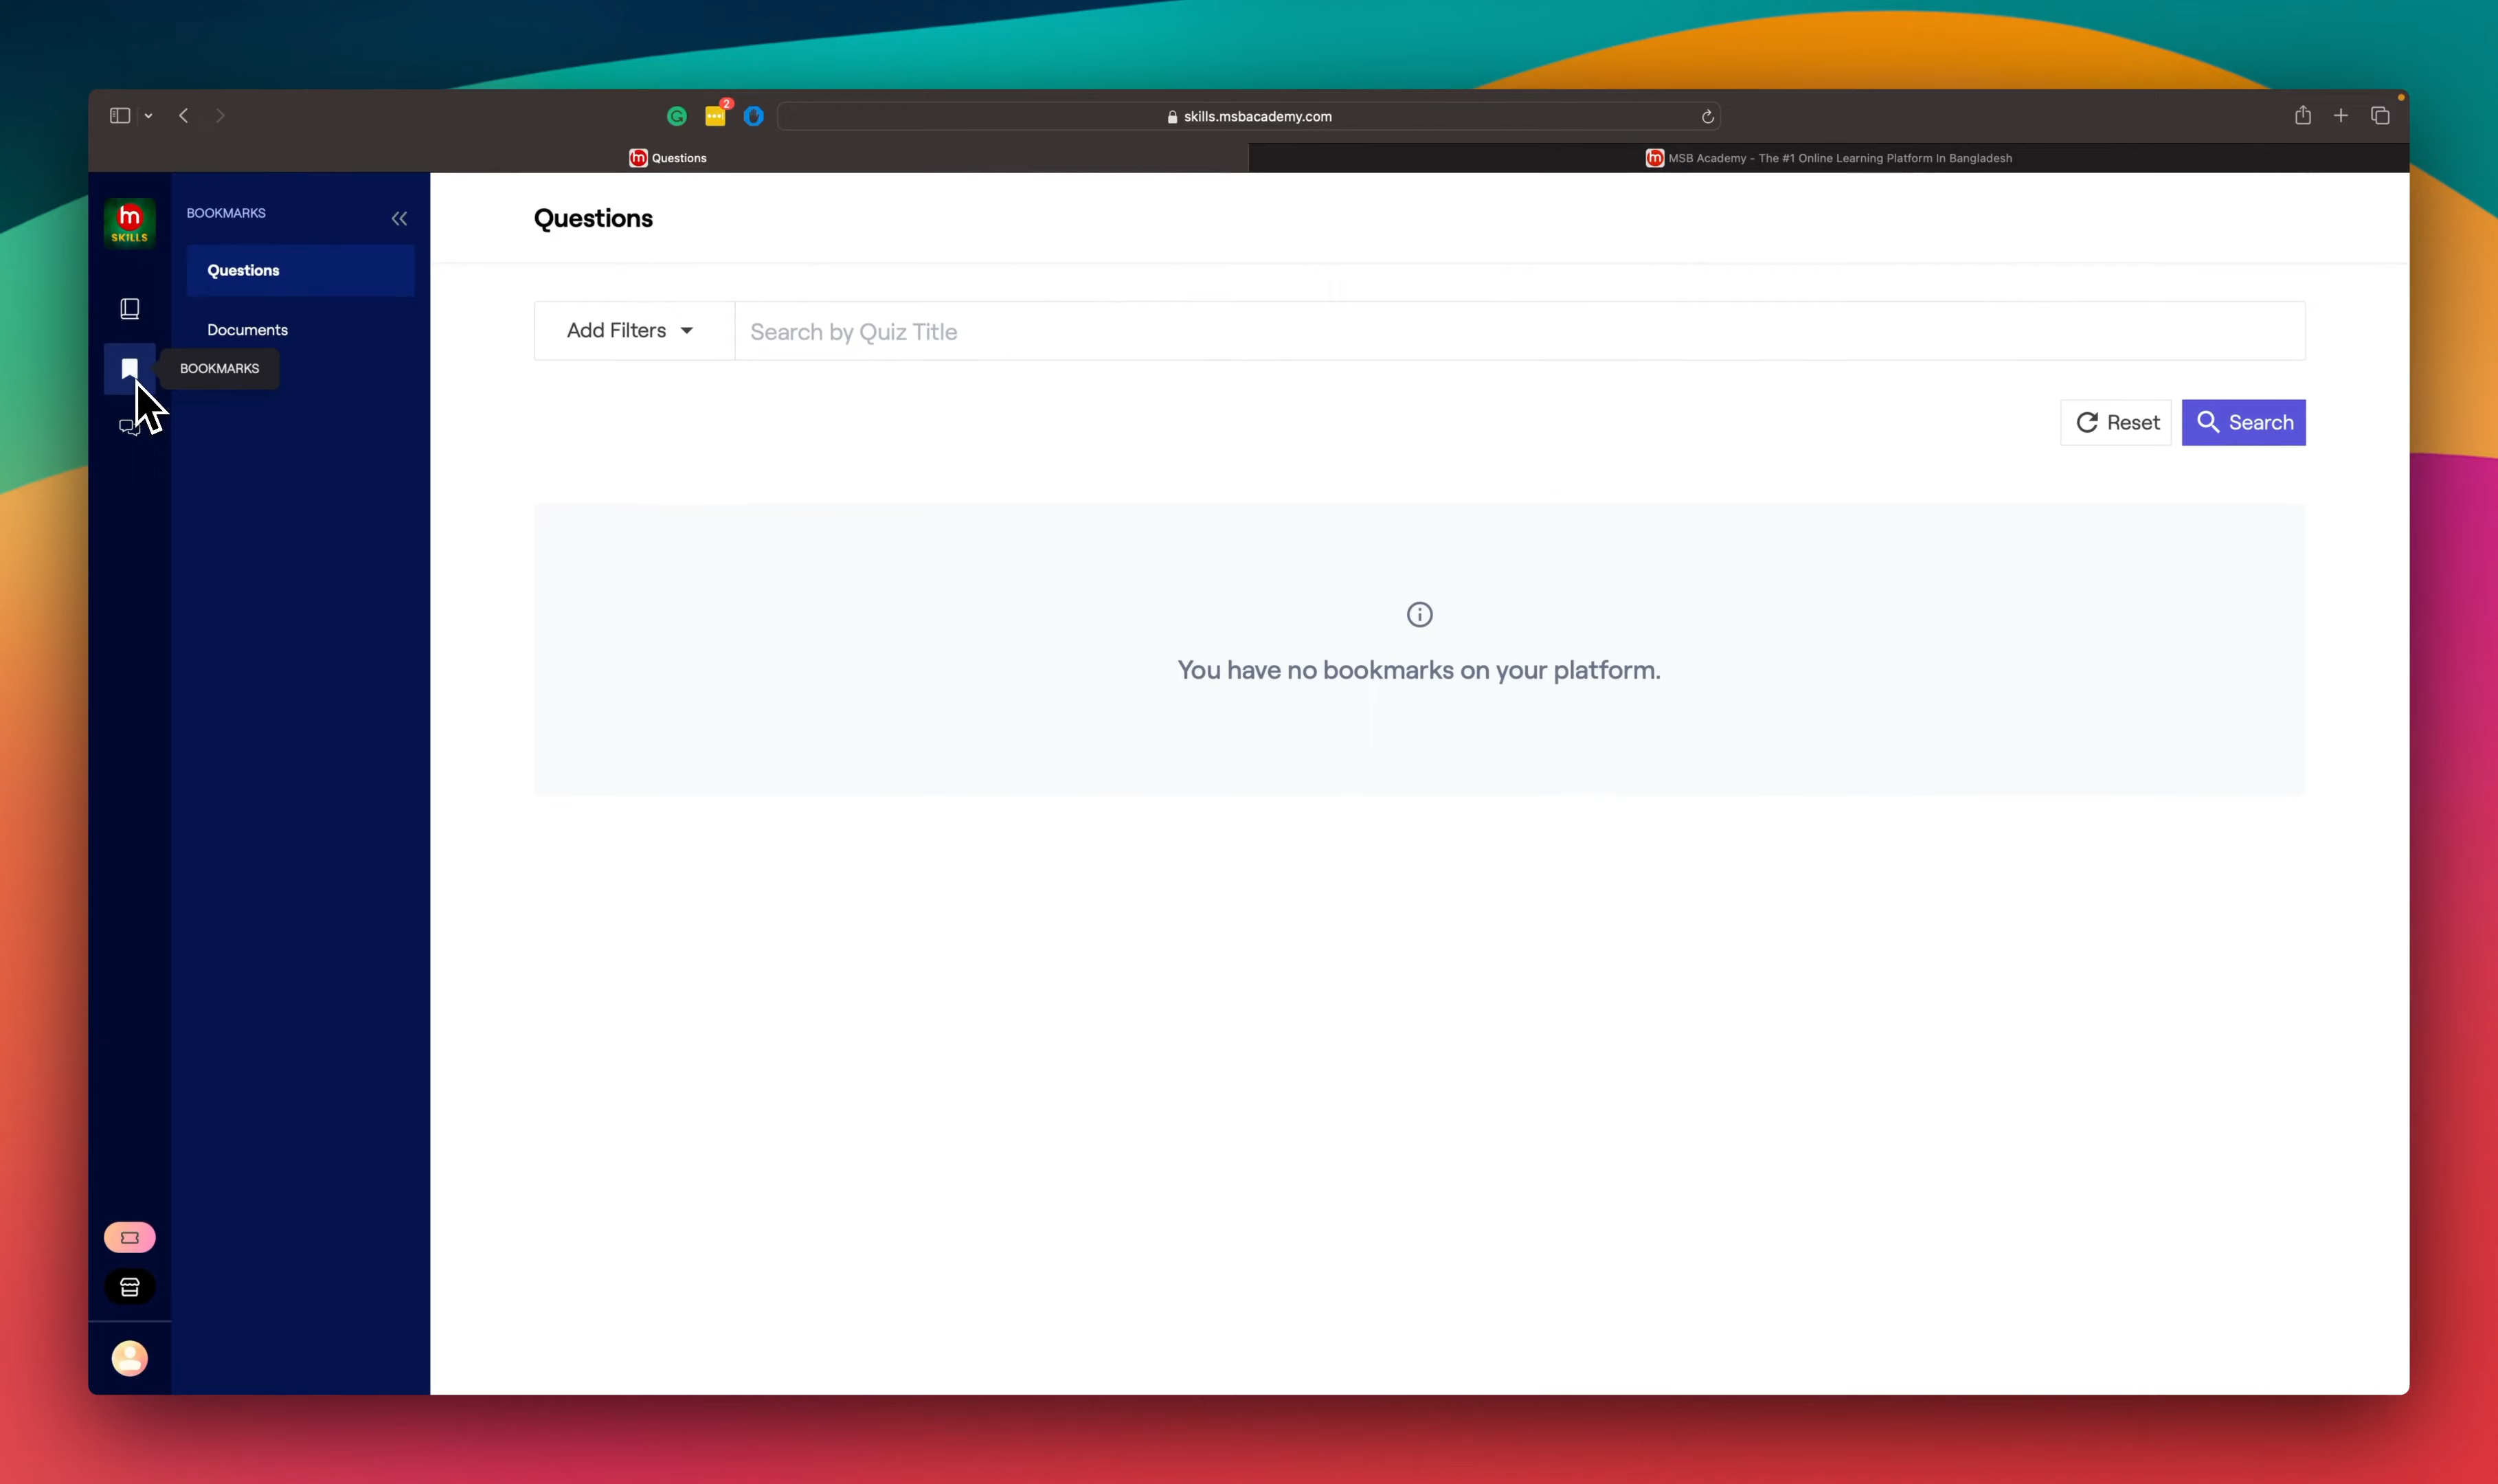 2
skills.msbacademy.com
Questions
MSB Academy - The #1 Online Learning Platform In Bangladesh
m
SKILLS
BOOKMARKS
Questions
Documents
BOOKMARKS
Questions
Add Filters
Search by Quiz Title
Reset
Search
You have no bookmarks on your platform.